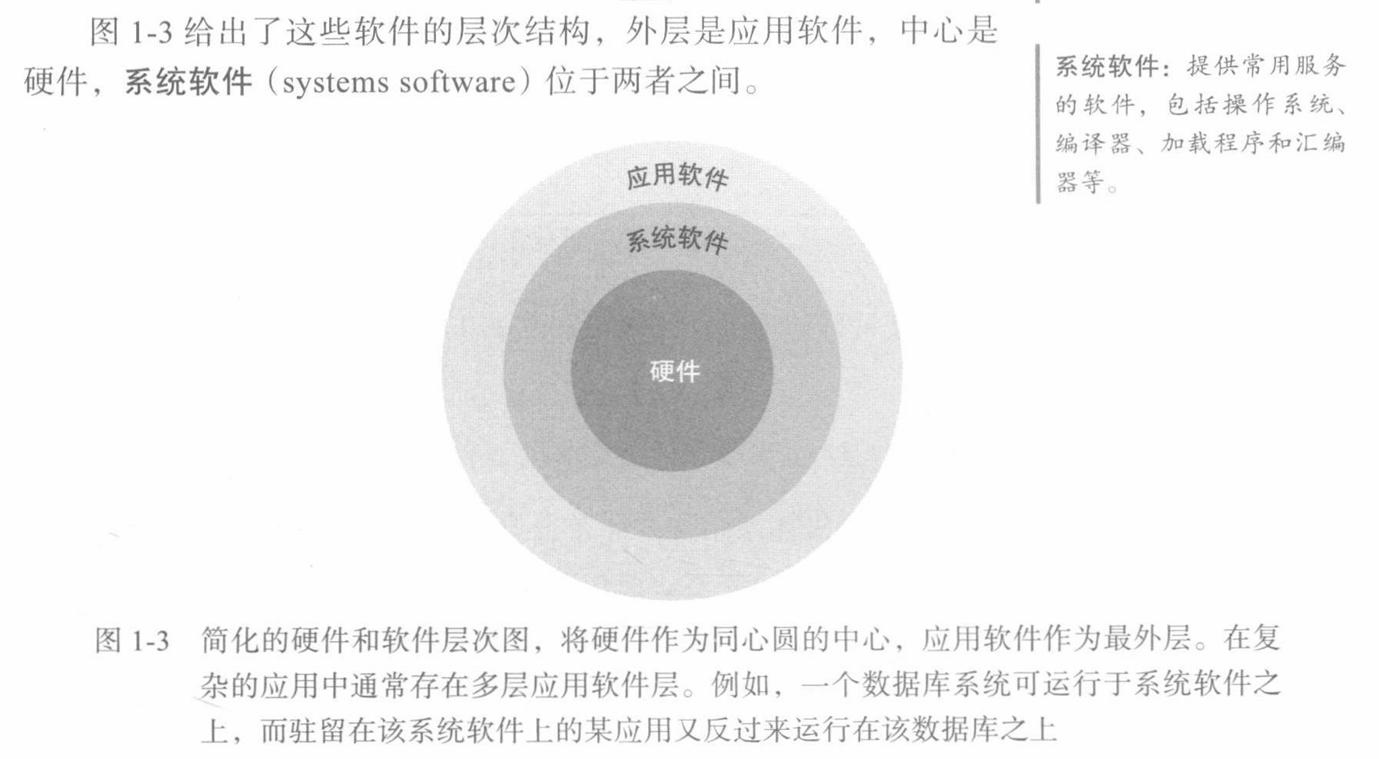 图 1-3 给出了这些软件的层次结构，外层是应用软件，中心是
硬件，系统软件（systems software）位于两者之间。
系统软件：提供常用服务
的软件，包括操作系统、
编译器、加载程序和汇编
器等。
应用软件
系统软件
硬件
图 1-3 简化的硬件和软件层次图，将硬件作为同心圆的中心，应用软件作为最外层。在复
杂的应用中通常存在多层应用软件层。例如，一个数据库系统可运行于系统软件之
上，而驻留在该系统软件上的某应用又反过来运行在该数据库之上